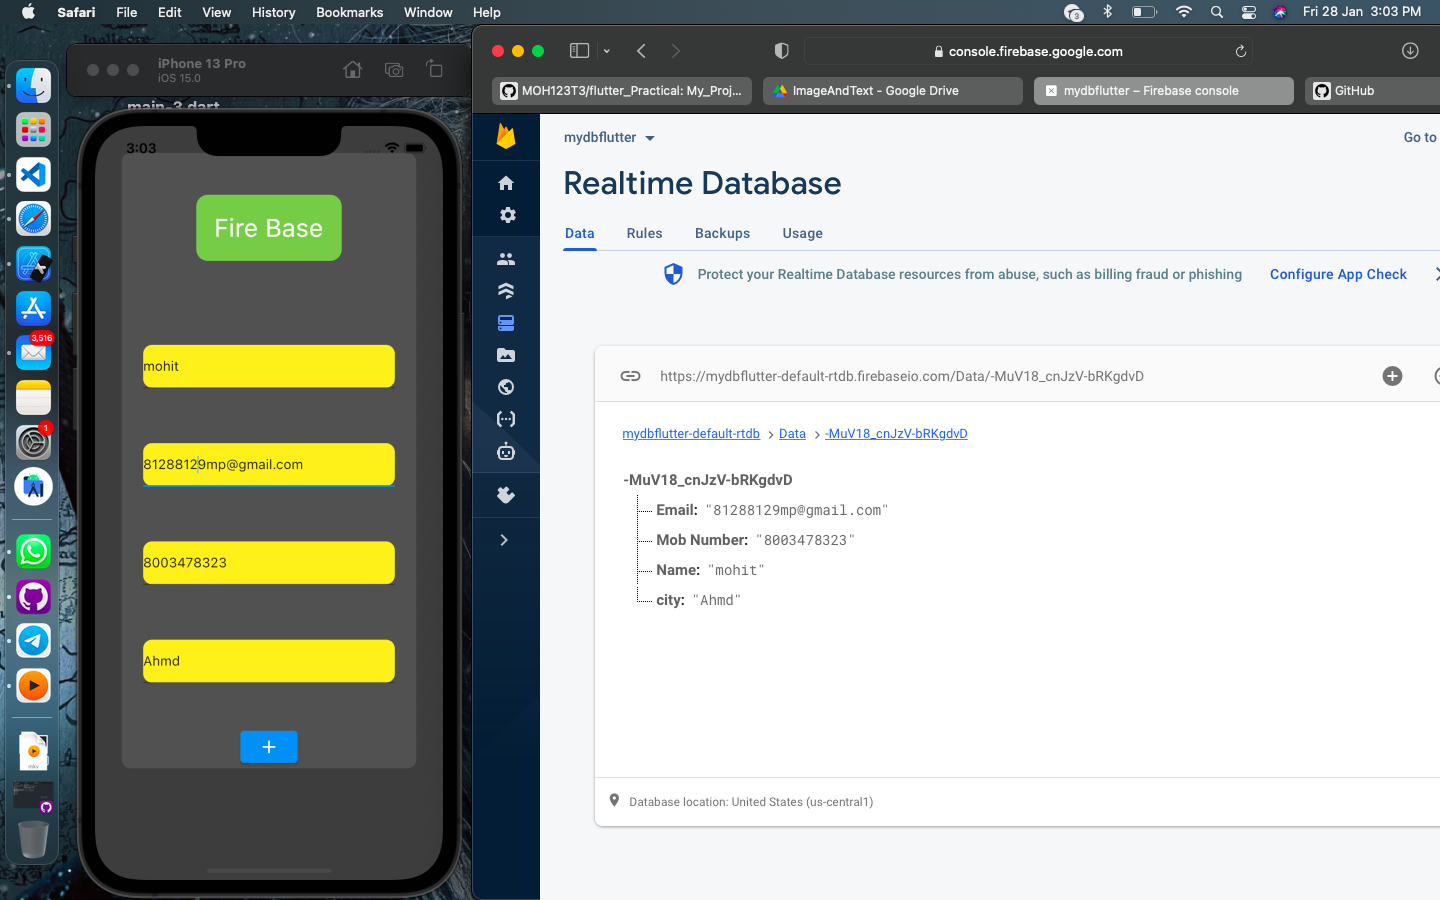 Safari File Edit View History Bookmarks Window Help
3
Fri 28 Jan 3:03 PM
iPhone 13 Pro
iOS 15.0
main-3.dart
console.firebase.google.com
MOH123T3/flutter_Practical: My_Proj...
ImageAndText - Google Drive
mydbflutter – Firebase console
GitHub
3:03
Fire Base
mohit
81288129mp@gmail.com
8003478323
Ahmd
3,516
1
mydbflutter
Go to
Realtime Database
Data Rules Backups Usage
Protect your Realtime Database resources from abuse, such as billing fraud or phishing
Configure App Check
https://mydbflutter-default-rtdb.firebaseio.com/Data/-MuV18_cnJzV-bRKgdvD
mydbflutter-default-rtdb > Data > -MuV18_cnJzV-bRKgdvD
-MuV18_cnJzV-bRKgdvD
Email: "81288129mp@gmail.com"
Mob Number: "8003478323"
Name: "mohit"
city: "Ahmd"
Database location: United States (us-central1)